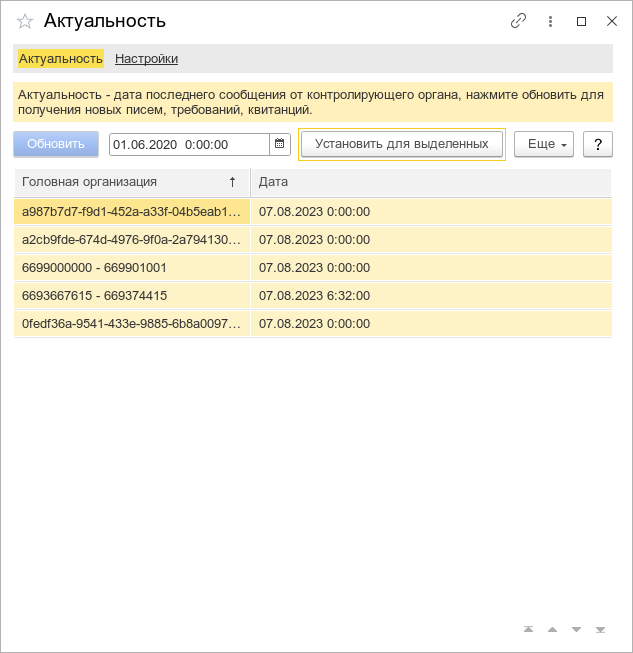 Актуальность
Актуальность Настройки
Актуальность - дата последнего сообщения от контролирующего органа, нажмите обновить для
получения новых писем, требований, квитанций.
Обновить 01.06.2020 0:00:00 Установить для выделенных Еще ?
Головная организация ↑ Дата
a987b7d7-f9d1-452a-a33f-04b5eab1... 07.08.2023 0:00:00
a2cb9fde-674d-4976-9f0a-2a794130... 07.08.2023 0:00:00
6699000000 - 669901001 07.08.2023 0:00:00
6693667615 - 669374415 07.08.2023 6:32:00
0fedf36a-9541-433e-9885-6b8a0097... 07.08.2023 0:00:00